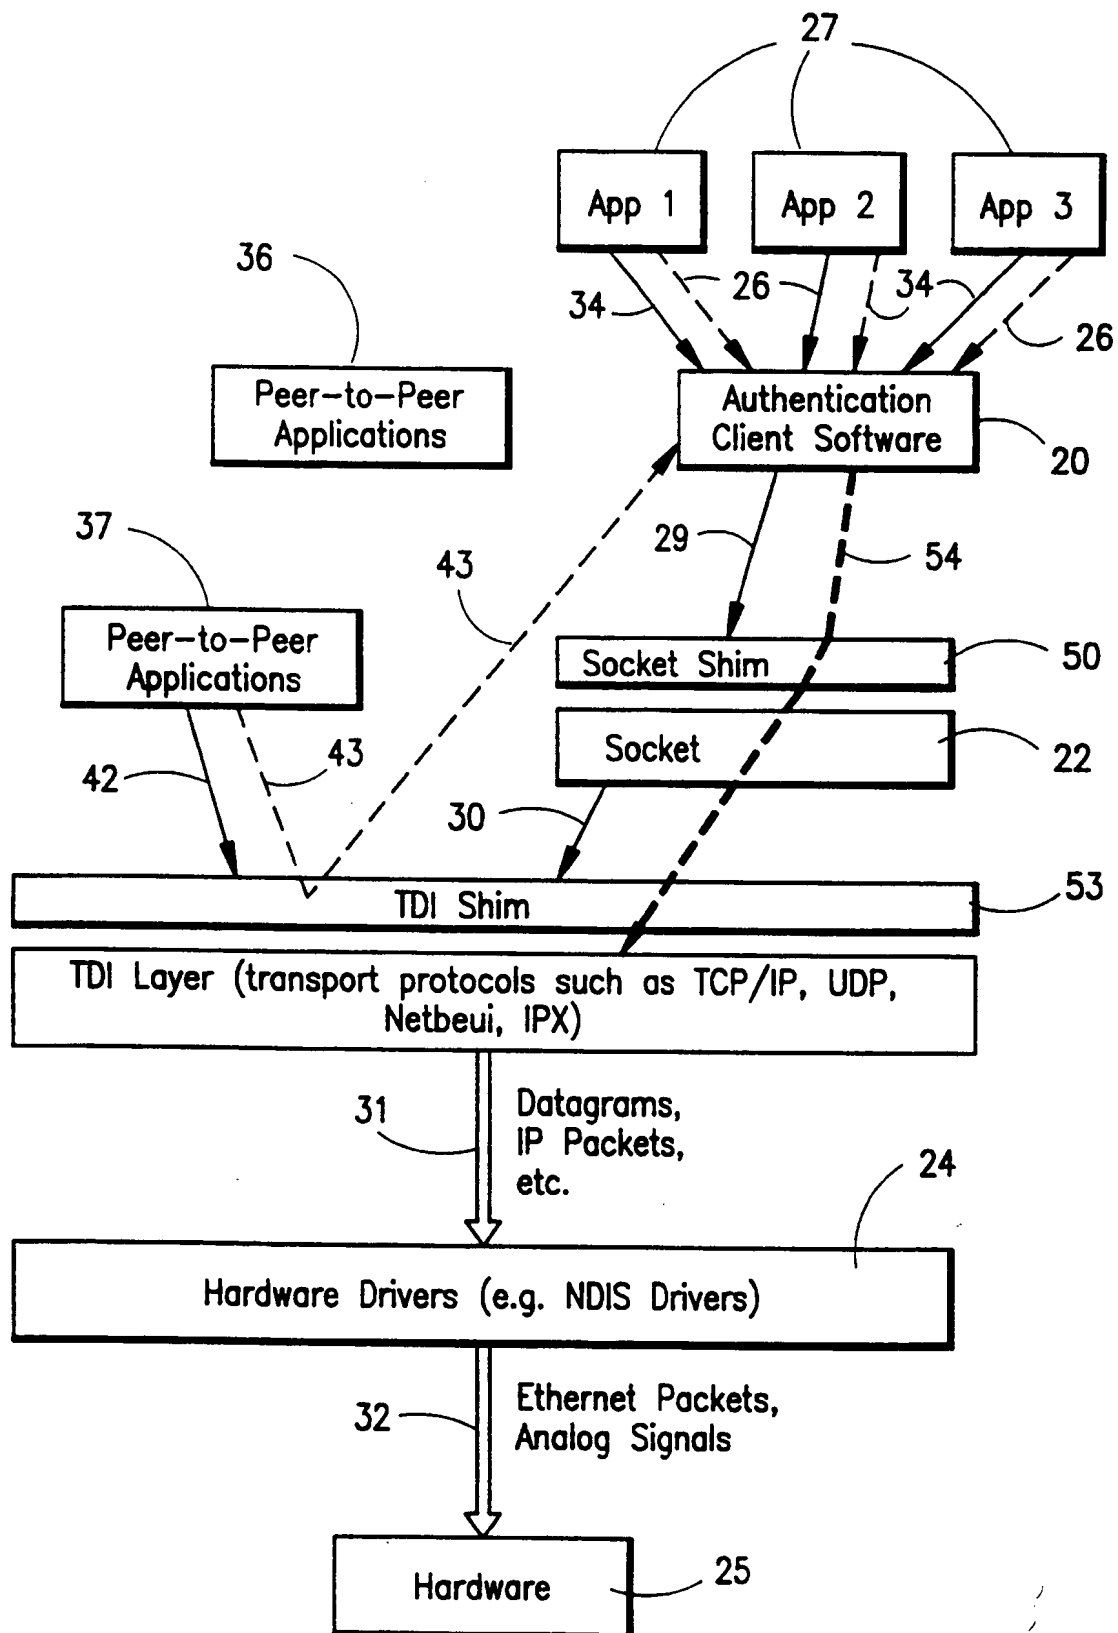 27
App 1
App 2
App 3
36
34
26
34
26
Peer-to-Peer
Applications
Authentication
Client Software
20
37
29
54
43
Peer-to-Peer
Applications
Socket Shim
50
42
43
Socket
22
30
TDI Shim
53
TDI Layer (transport protocols such as TCP/IP, UDP,
Netbeui, IPX)
31
Datagrams,
IP Packets,
etc.
24
Hardware Drivers (e.g. NDIS Drivers)
32
Ethernet Packets,
Analog Signals
Hardware
25